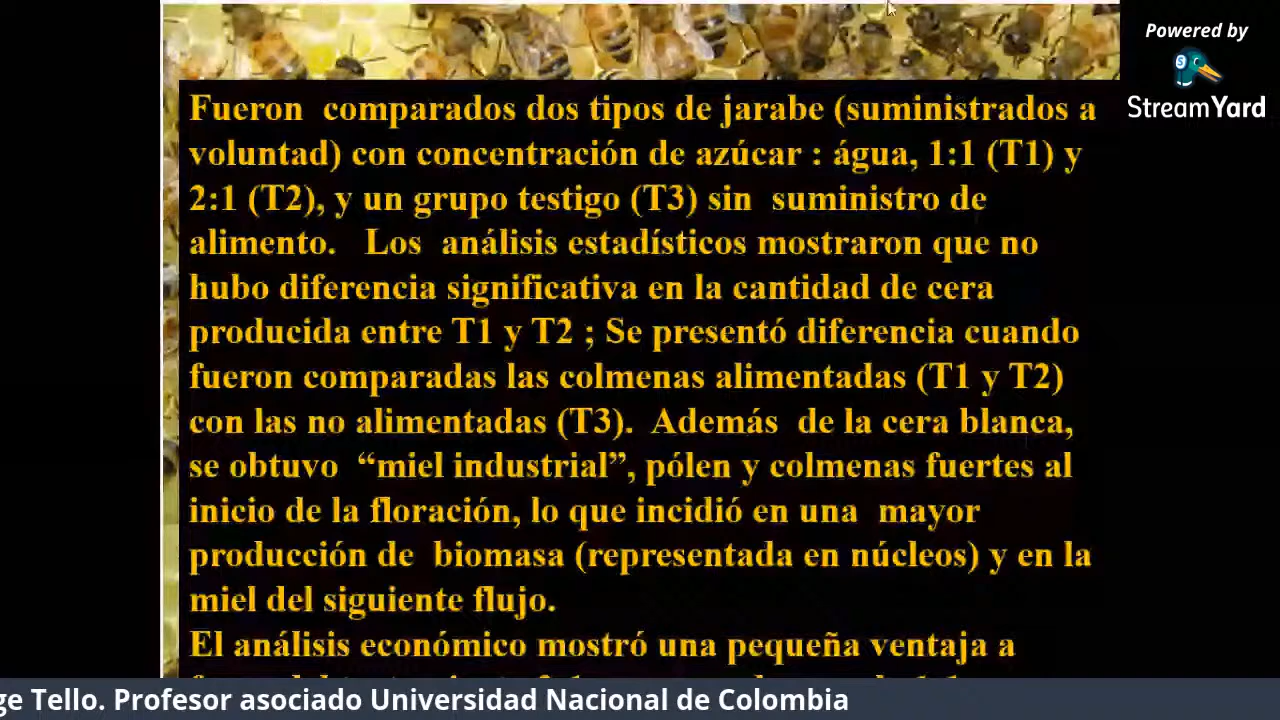 Powered by
StreamYard
Fueron comparados dos tipos de jarabe (suministrados a
voluntad) con concentración de azúcar : água, 1:1 (T1) y
2:1 (T2), y un grupo testigo (T3) sin suministro de
alimento. Los análisis estadísticos mostraron que no
hubo diferencia significativa en la cantidad de cera
producida entre T1 y T2 ; Se presentó diferencia cuando
fueron comparadas las colmenas alimentadas (T1 y T2)
con las no alimentadas (T3). Además de la cera blanca,
se obtuvo “miel industrial”, pólen y colmenas fuertes al
inicio de la floración, lo que incidió en una mayor
producción de biomasa (representada en núcleos) y en la
miel del siguiente flujo.
El análisis económico mostró una pequeña ventaja a
ge Tello. Profesor asociado Universidad Nacional de Colombia